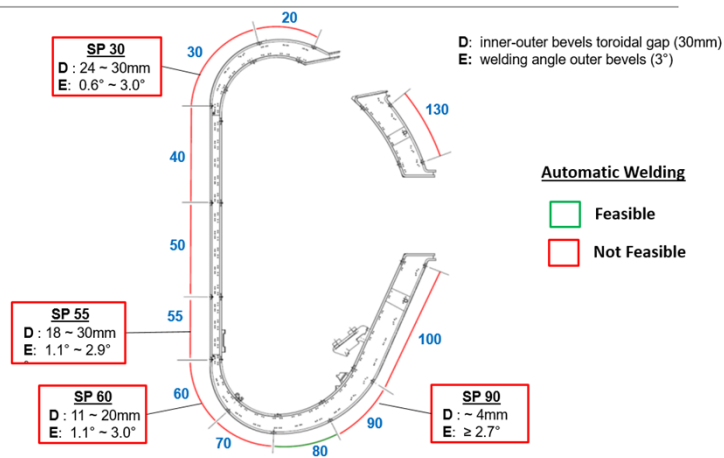 20
30
SP 30
D : 24 ~ 30mm
E: 0.6° ~ 3.0°
D: inner-outer bevels toroidal gap (30mm)
E: welding angle outer bevels (3°)
130
40
Automatic Welding
Feasible
Not Feasible
50
SP 55
D : 18 ~ 30mm
E: 1.1° ~ 2.9°
55
100
SP 60
D : 11 ~ 20mm
E: 1.1° ~ 3.0°
60
70
80
90
SP 90
D : ~ 4mm
E: ≥ 2.7°